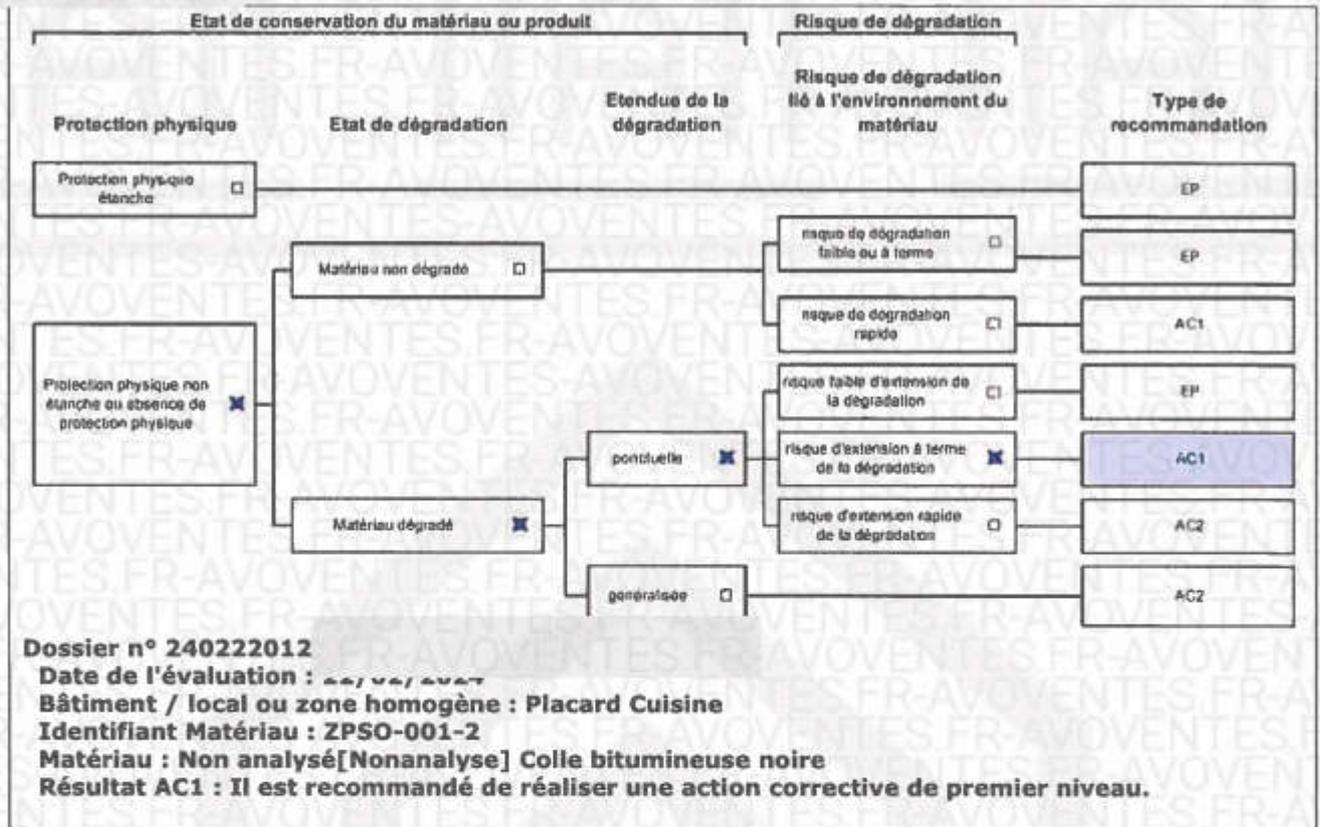 Etat de conservation du matériau ou produit
Risque de dégradation
Protection physique
Etat de dégradation
Etendue de la
dégradation
Risque de dégradation
lié à l'environnement du
matériau
Type de
recommandation
Protection physique
étanche
EP
risque de dégradation
faible ou à terme
EP
Matériau non dégradé
risque de dégradation
rapide
AC1
Protection physique non
étanche ou absence de
protection physique
risque faible d'extension de
la dégradation
EP
ponctuelle
risque d'extension à terme
de la dégradation
AC1
Matériau dégradé
risque d'extension rapide
de la dégradation
AC2
généralisée
AC2
Dossier n° 240222012
Date de l'évaluation :
Bâtiment / local ou zone homogène : Placard Cuisine
Identifiant Matériau : ZPSO-001-2
Matériau : Non analysé[Nonanalyse] Colle bitumineuse noire
Résultat AC1 : Il est recommandé de réaliser une action corrective de premier niveau.